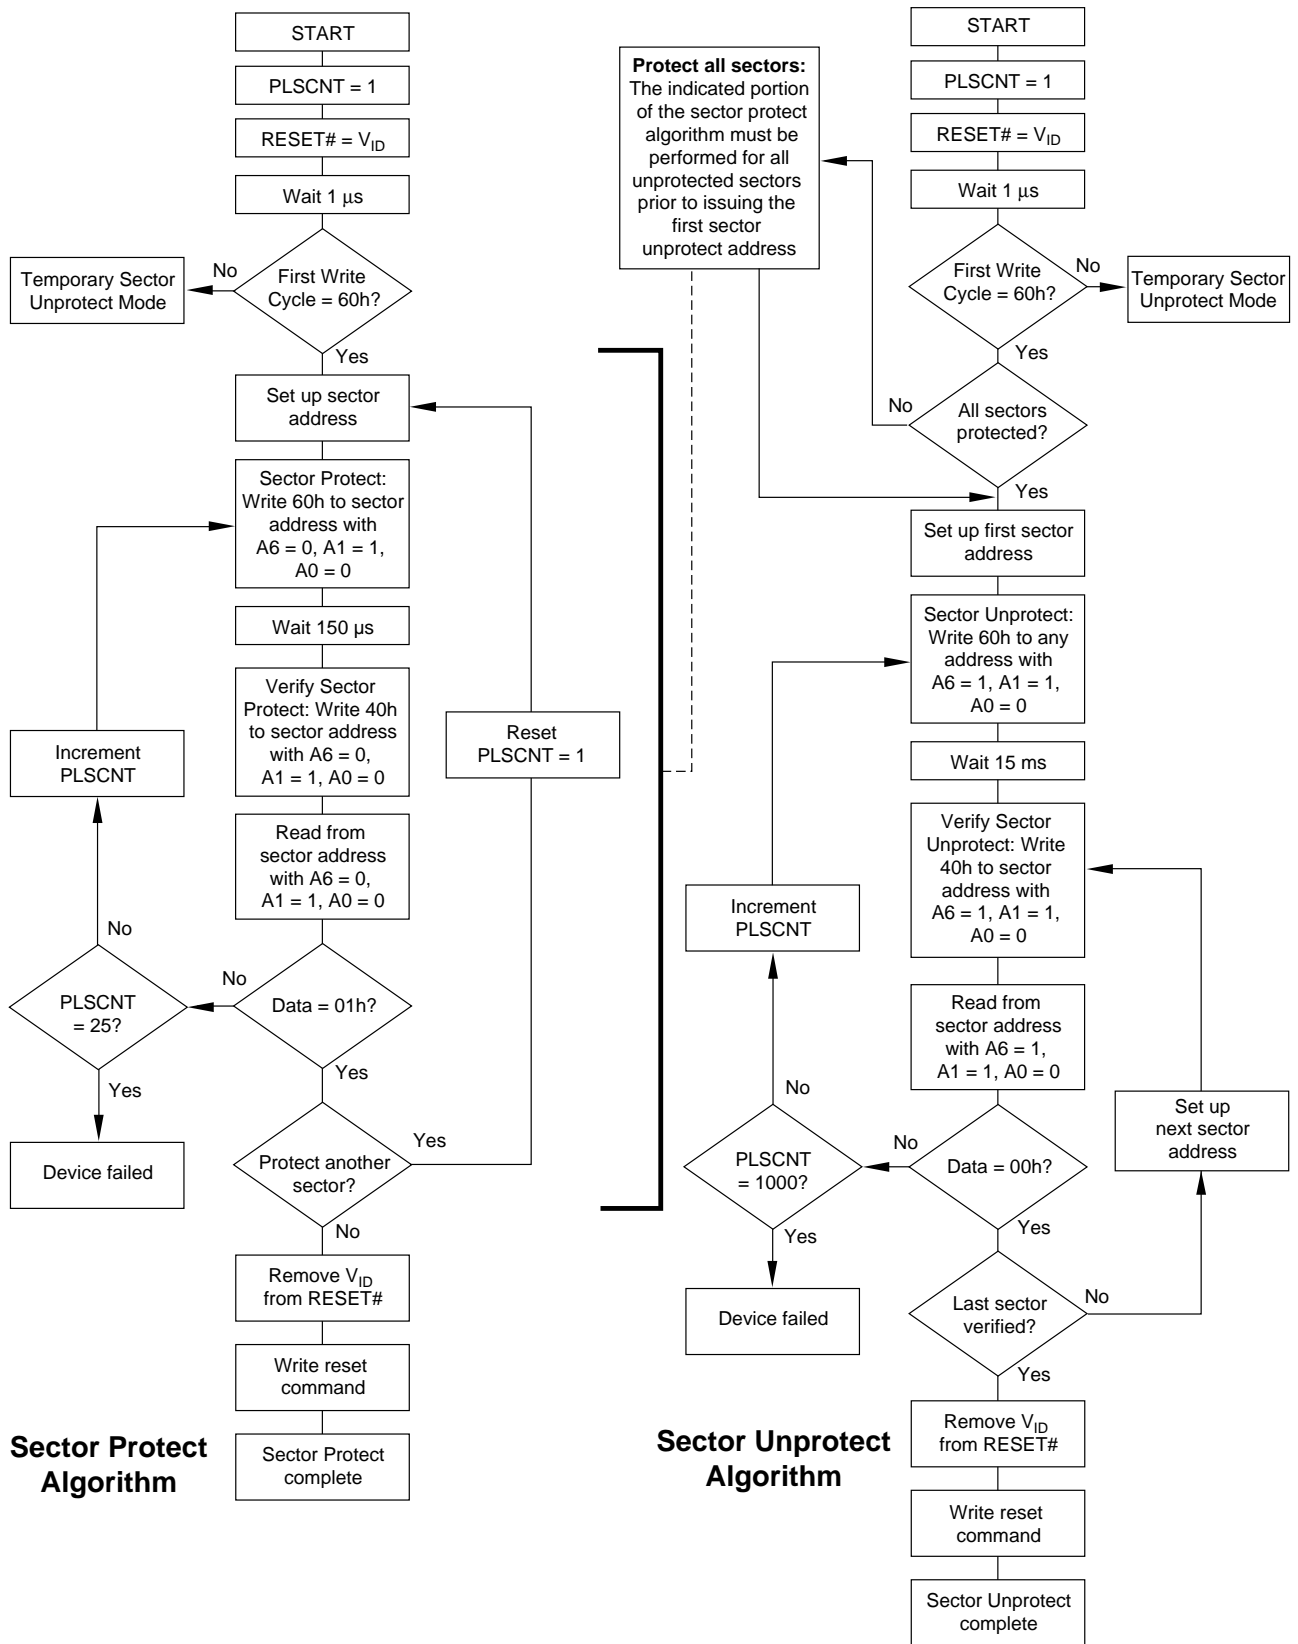 START
PLSCNT = 1
RESET# = VID
Wait 1 μs
First Write
Cycle = 60h?
No
Temporary Sector
Unprotect Mode
Yes
Set up sector
address
Sector Protect:
Write 60h to sector
address with
A6 = 0, A1 = 1,
A0 = 0
Wait 150 µs
Verify Sector
Protect: Write 40h
to sector address
with A6 = 0,
A1 = 1, A0 = 0
Increment
PLSCNT
Reset
PLSCNT = 1
Read from
sector address
with A6 = 0,
A1 = 1, A0 = 0
No
No
PLSCNT
= 25?
Data = 01h?
Yes
Yes
Device failed
Protect another
sector?
Yes
No
Remove VID
from RESET#
Write reset
command
Sector Protect
complete
Sector Protect
Algorithm
Protect all sectors:
The indicated portion
of the sector protect
algorithm must be
performed for all
unprotected sectors
prior to issuing the
first sector
unprotect address
START
PLSCNT = 1
RESET# = VID
Wait 1 μs
First Write
Cycle = 60h?
No
Temporary Sector
Unprotect Mode
Yes
No
All sectors
protected?
Yes
Set up first sector
address
Sector Unprotect:
Write 60h to any
address with
A6 = 1, A1 = 1,
A0 = 0
Wait 15 ms
Verify Sector
Unprotect: Write
40h to sector
address with
A6 = 1, A1 = 1,
A0 = 0
Increment
PLSCNT
Read from
sector address
with A6 = 1,
A1 = 1, A0 = 0
No
No
Set up
next sector
address
PLSCNT
= 1000?
Data = 00h?
Yes
Yes
Device failed
Last sector
verified?
No
Yes
Remove VID
from RESET#
Write reset
command
Sector Unprotect
complete
Sector Unprotect
Algorithm